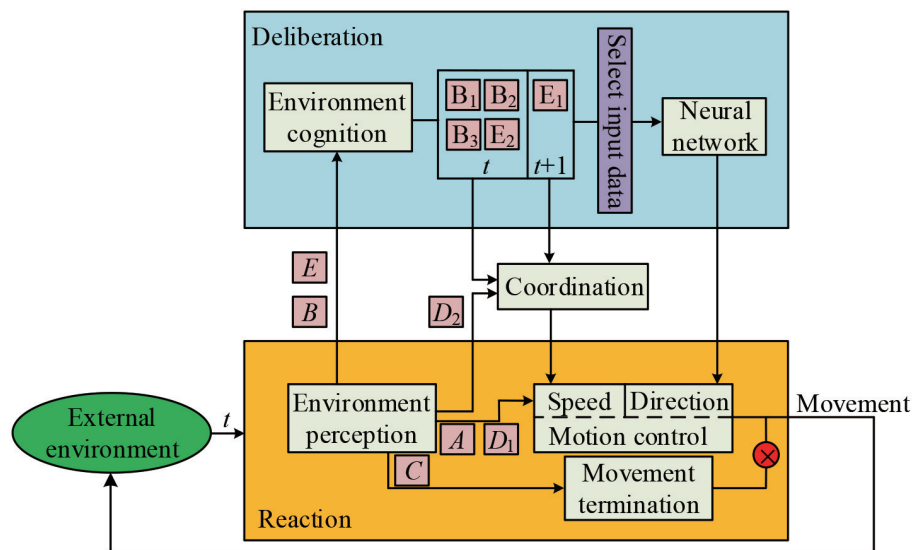 Deliberation
Environment
cognition
B₁ B₂
B₃ E₂
t
E₁
t+1
Select input data
Neural
network
E
B
D₂
Coordination
External
environment
t
Environment
perception
A D₁
C
Speed Direction
Motion control
Movement
Movement
termination
Reaction